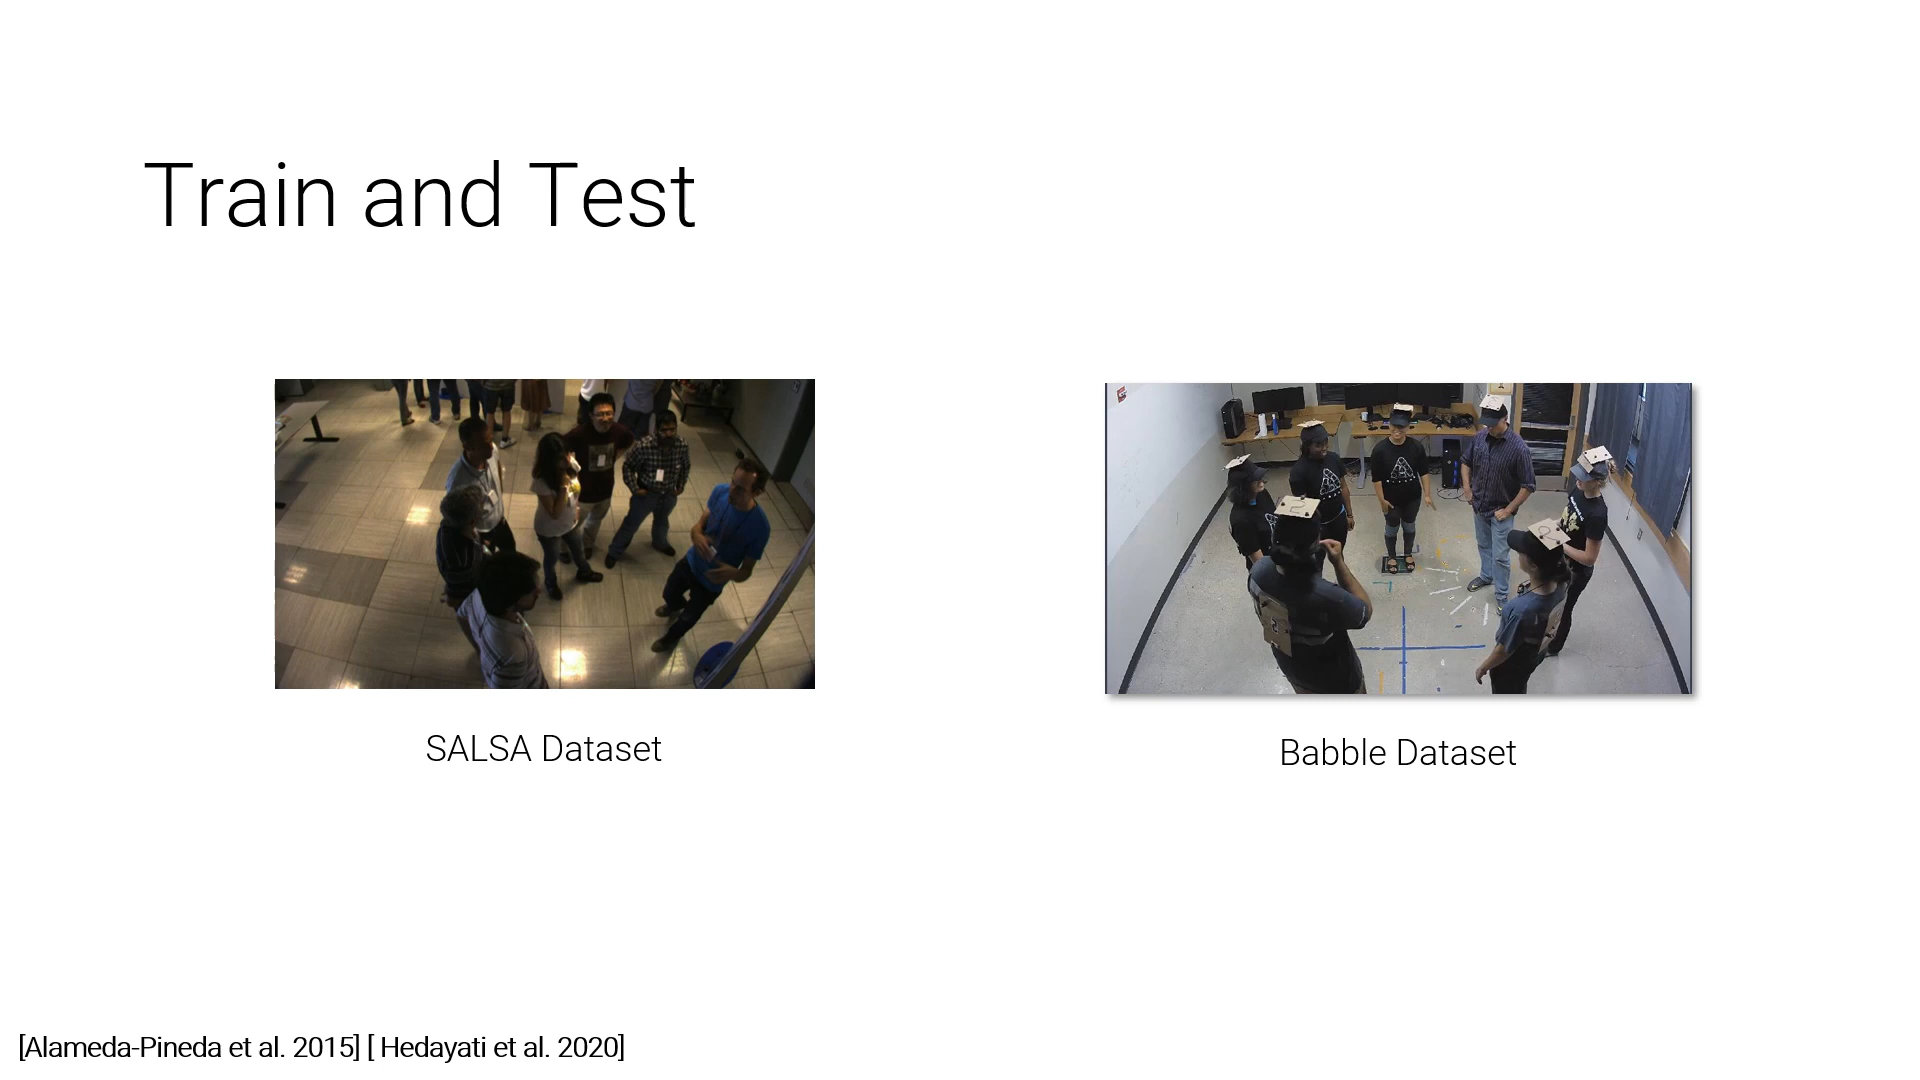 Train and Test
SALSA Dataset
Babble Dataset
[Alameda-Pineda et al. 2015] [ Hedayati et al. 2020]